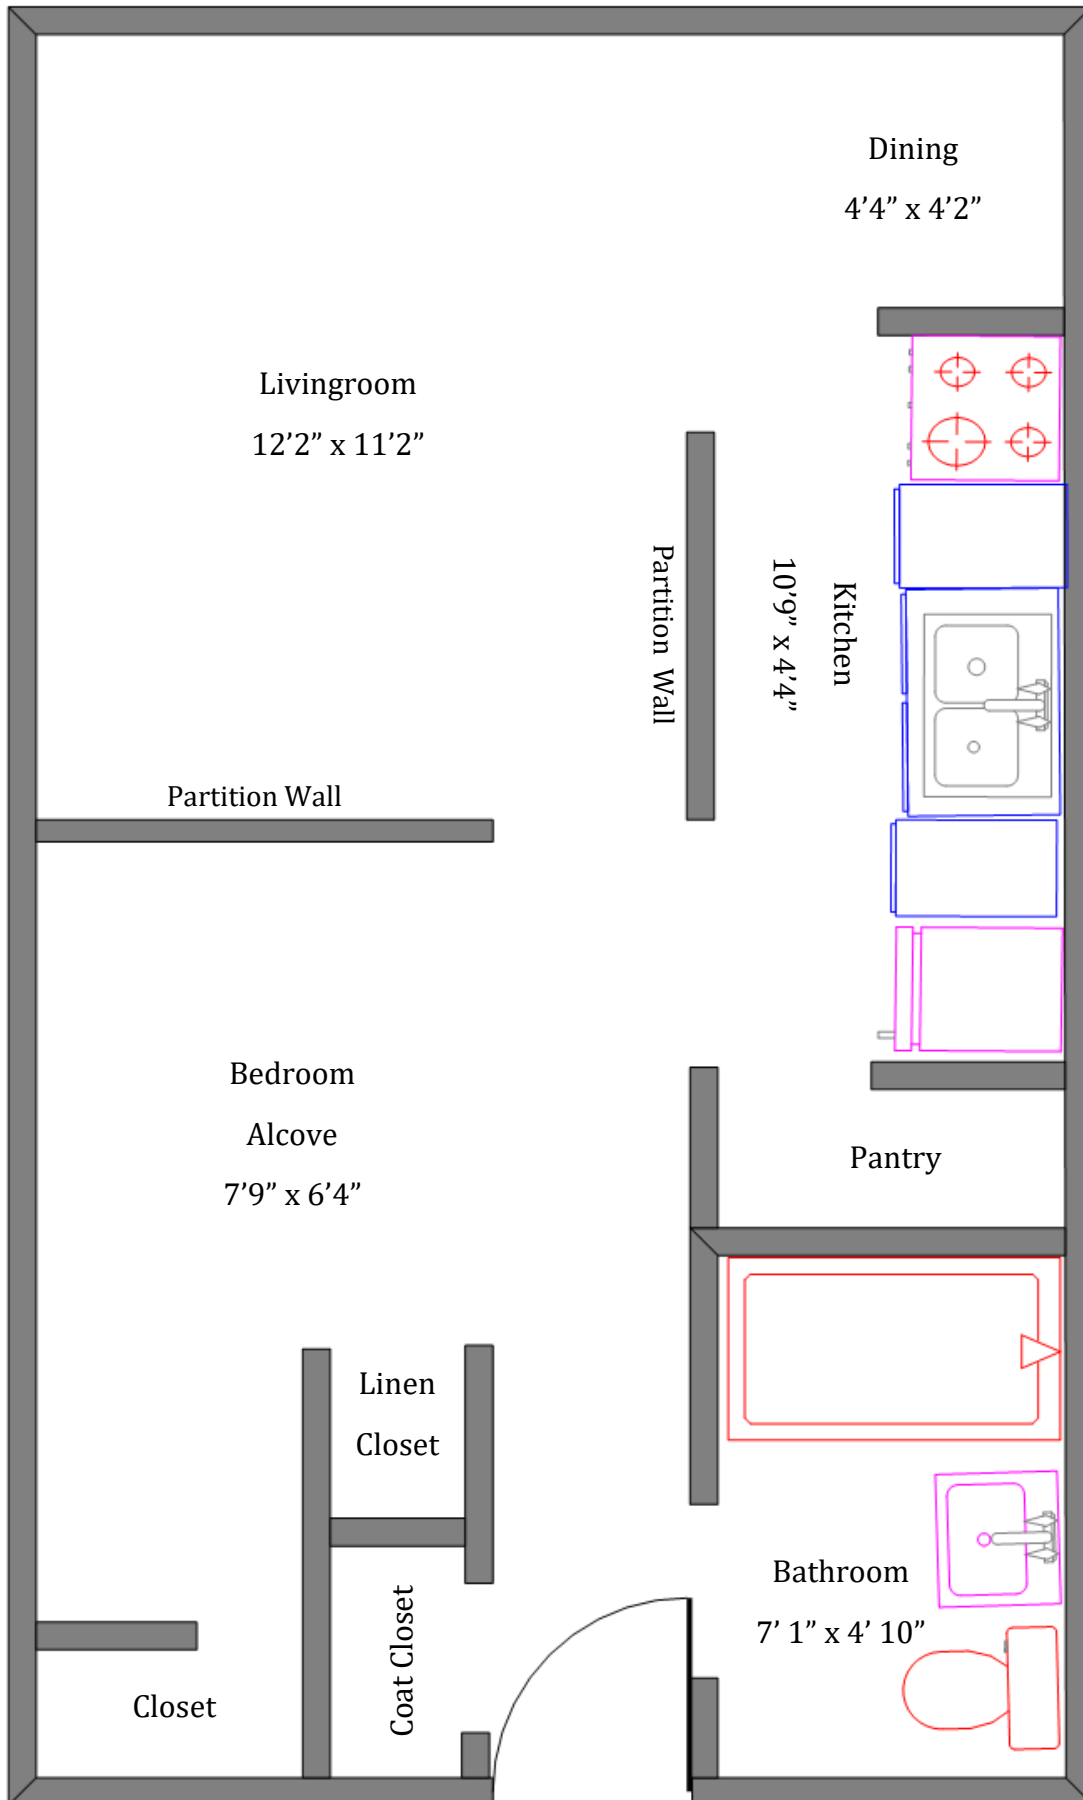 Dining
4’4” x 4’2”
Livingroom
12’2” x 11’2”
Partition Wall
Kitchen
10’9” x 4’4”
Partition Wall
Bedroom
Alcove
7’9” x 6’4”
Pantry
Linen
Closet
Coat Closet
Bathroom
7’ 1” x 4’ 10”
Closet